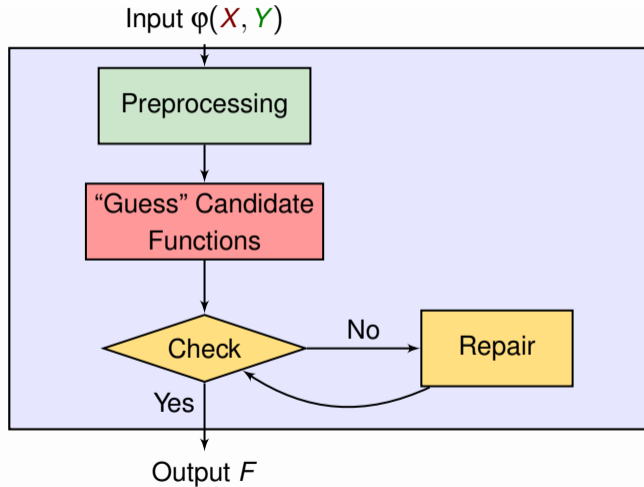 Input φ(X, Y)
Preprocessing
“Guess” Candidate
Functions
Check
No
Repair
Yes
Output F